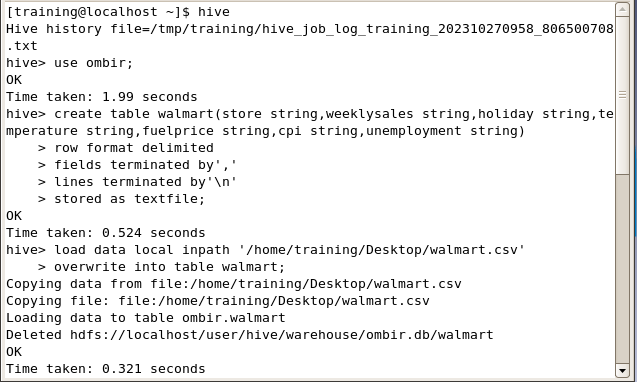 [training@localhost ~]$ hive
Hive history file=/tmp/training/hive_job_log_training_202310270958_806500708
.txt
hive> use ombir;
OK
Time taken: 1.99 seconds
hive> create table walmart(store string,weeklysales string,holiday string,te
mperature string,fuelprice string,cpi string,unemployment string)
    > row format delimited
    > fields terminated by','
    > lines terminated by'\n'
    > stored as textfile;
OK
Time taken: 0.524 seconds
hive> load data local inpath '/home/training/Desktop/walmart.csv'
    > overwrite into table walmart;
Copying data from file:/home/training/Desktop/walmart.csv
Copying file: file:/home/training/Desktop/walmart.csv
Loading data to table ombir.walmart
Deleted hdfs://localhost/user/hive/warehouse/ombir.db/walmart
OK
Time taken: 0.321 seconds